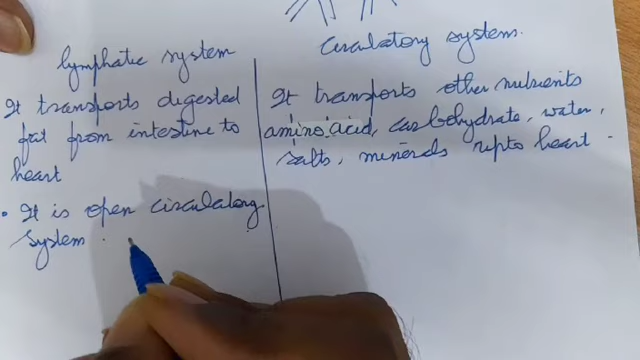 lymphatic system
circulatory system.
It transports digested
fat from intestine to
heart
It transports other nutrients
amino acid, carbohydrate, water,
salts, minerals upto heart.
• It is open circulatory
system.